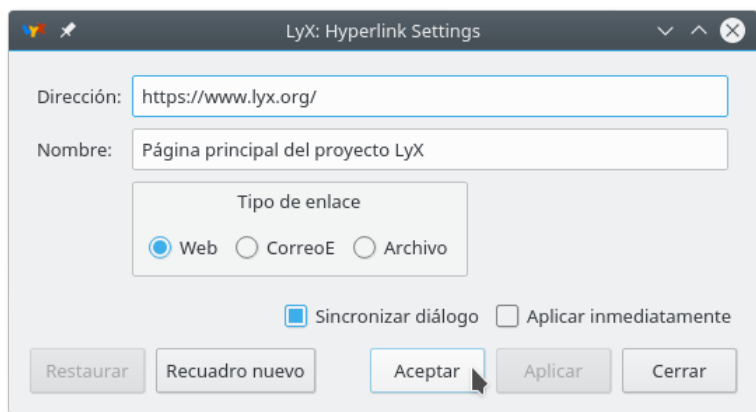 LyX: Hyperlink Settings
Dirección: https://www.lyx.org/
Nombre: Página principal del proyecto LyX
Tipo de enlace
Web CorreoE Archivo
Sincronizar diálogo Aplicar inmediatamente
Restaurar Recuadro nuevo Aceptar Aplicar Cerrar